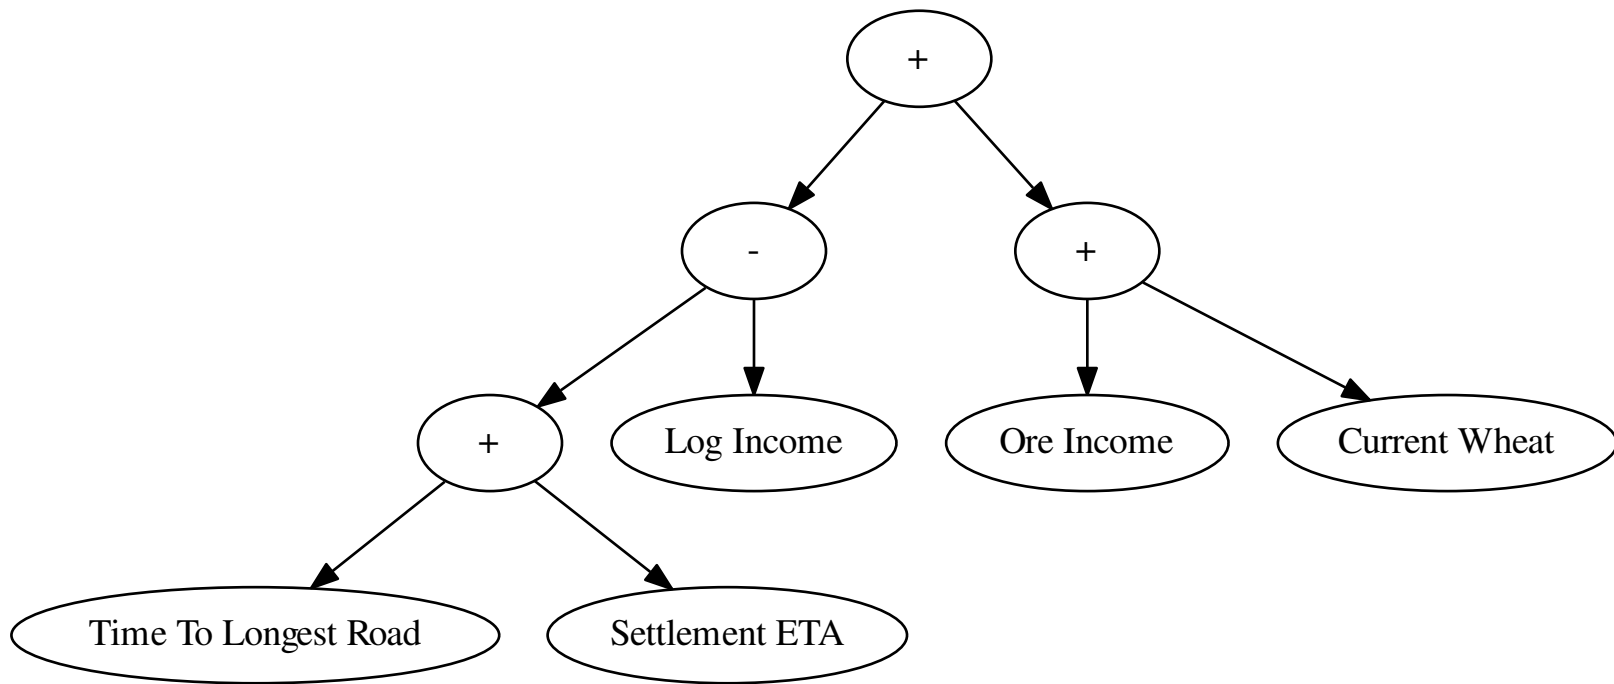 +
-
+
+
Log Income
Ore Income
Current Wheat
Time To Longest Road
Settlement ETA